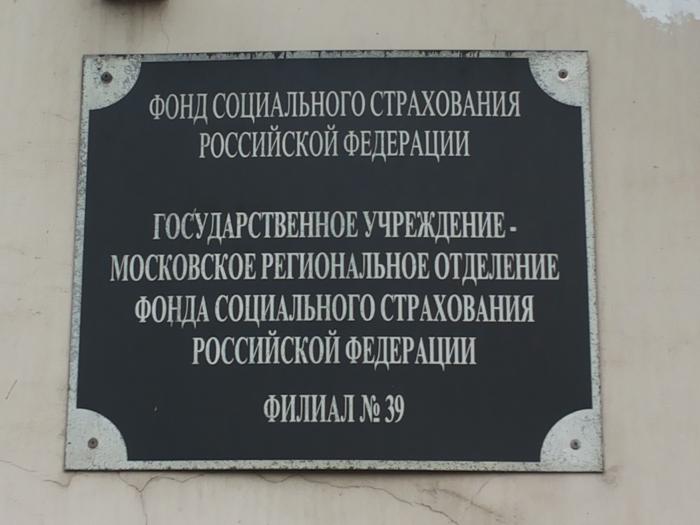 ФОНД СОЦИАЛЬНОГО СТРАХОВАНИЯ
РОССИЙСКОЙ ФЕДЕРАЦИИ
ГОСУДАРСТВЕННОЕ УЧРЕЖДЕНИЕ -
МОСКОВСКОЕ РЕГИОНАЛЬНОЕ ОТДЕЛЕНИЕ
ФОНДА СОЦИАЛЬНОГО СТРАХОВАНИЯ
РОССИЙСКОЙ ФЕДЕРАЦИИ
ФИЛИАЛ № 39